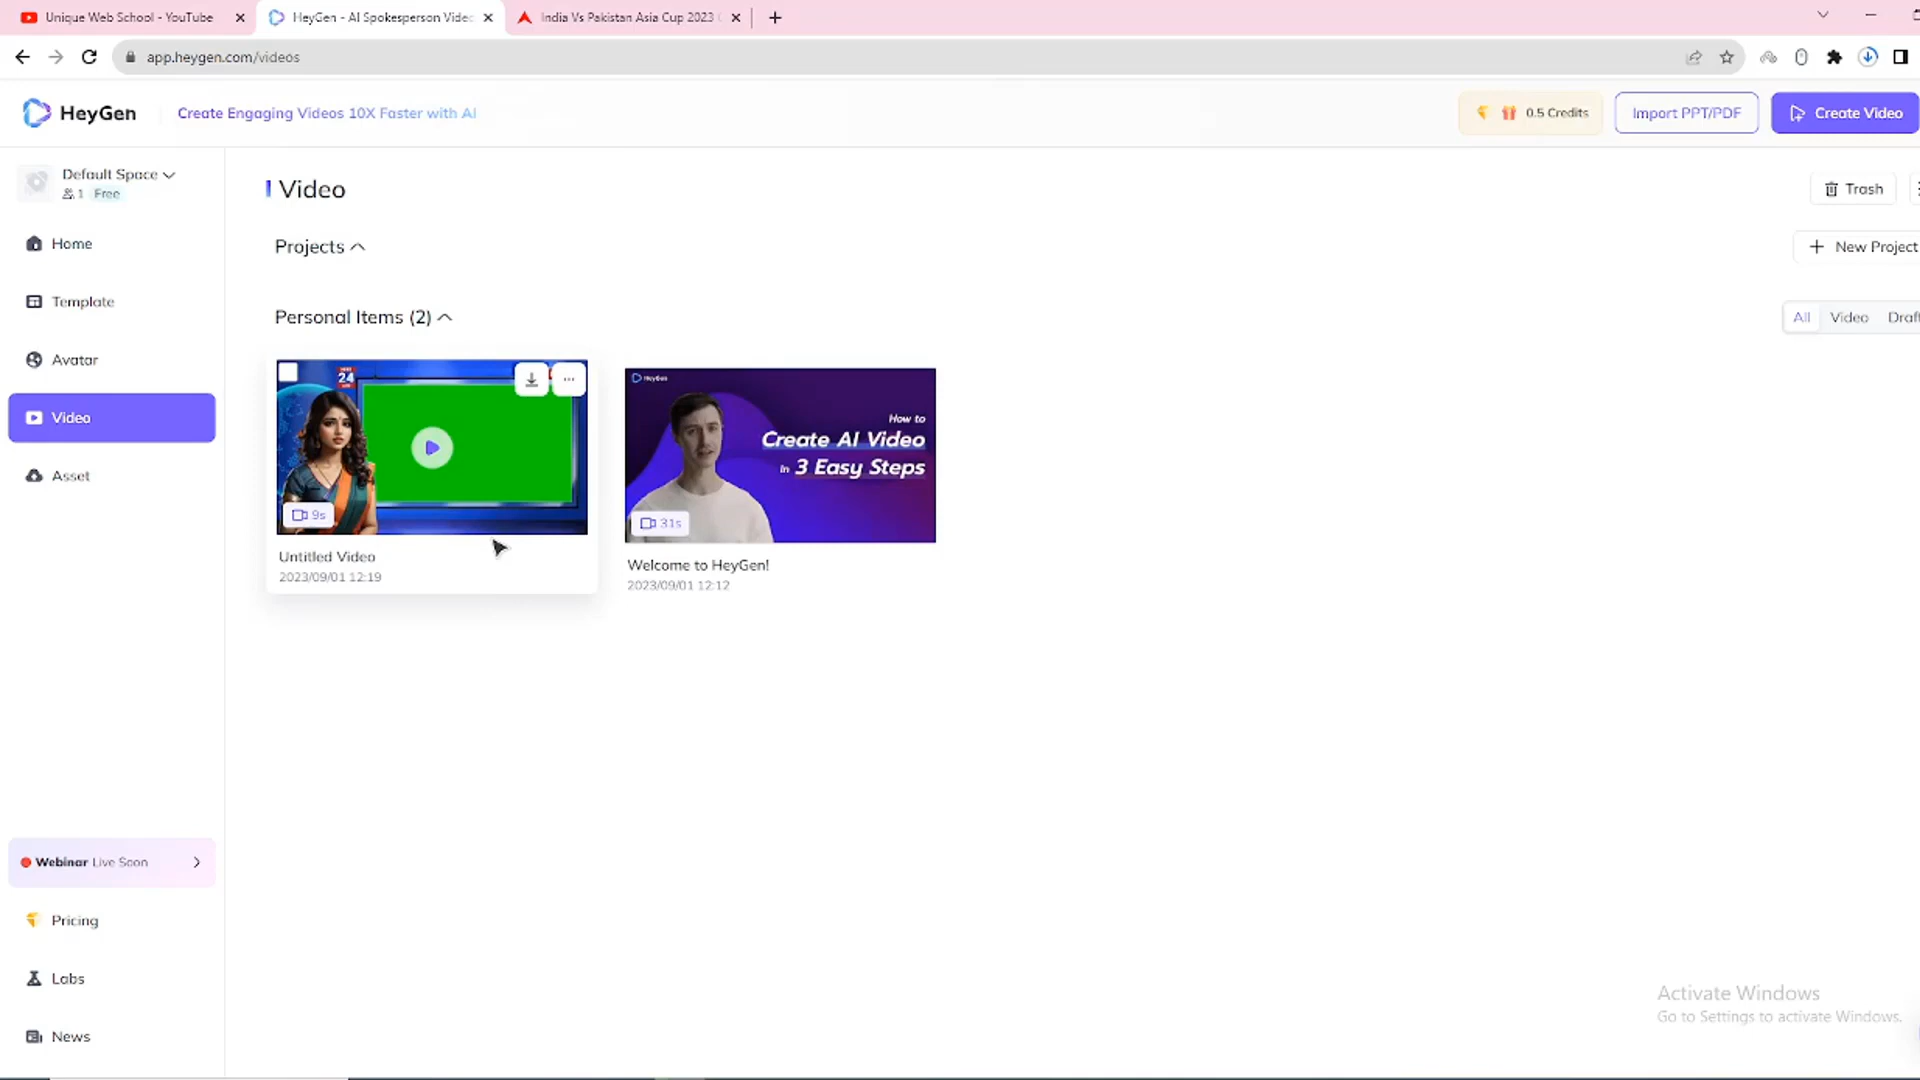 Unique Web School - YouTube
HeyGen - AI Spokesperson Video
India Vs Pakistan Asia Cup 2023
app.heygen.com/videos
HeyGen
Create Engaging Videos 10X Faster with AI
0.5 Credits
Import PPT/PDF
Create Video
Default Space
1 Free
Video
Trash
Home
Projects
New Project
Template
Personal Items (2)
All
Video
Draft
Avatar
Video
Asset
24
9s
Untitled Video
2023/09/01 12:19
HeyGen
How to
Create AI Video
In 3 Easy Steps
31s
Welcome to HeyGen!
2023/09/01 12:12
Webinar Live Soon
Pricing
Labs
News
Activate Windows
Go to Settings to activate Windows.